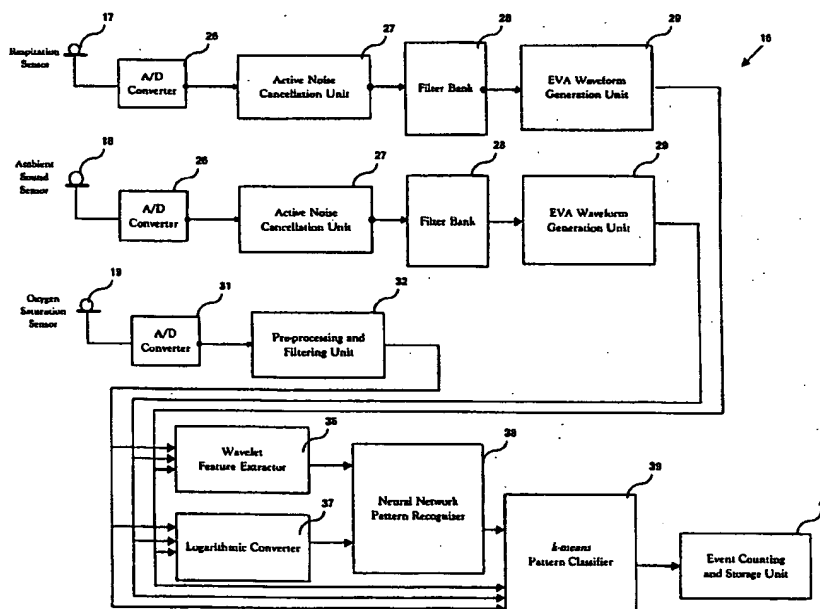 17
26
27
28
29
16
Respiration
Sensor
A/D
Converter
Active Noise
Cancellation Unit
Filter Bank
EVA Waveform
Generation Unit
18
26
27
28
29
Ambient
Sound
Sensor
A/D
Converter
Active Noise
Cancellation Unit
Filter Bank
EVA Waveform
Generation Unit
19
31
32
Oxygen
Saturation
Sensor
A/D
Converter
Pre-processing and
Filtering Unit
36
38
39
Wavelet
Feature Extractor
Neural Network
Pattern Recogniser
37
Logarithmic Converter
k-means
Pattern Classifier
Event Counting
and Storage Unit